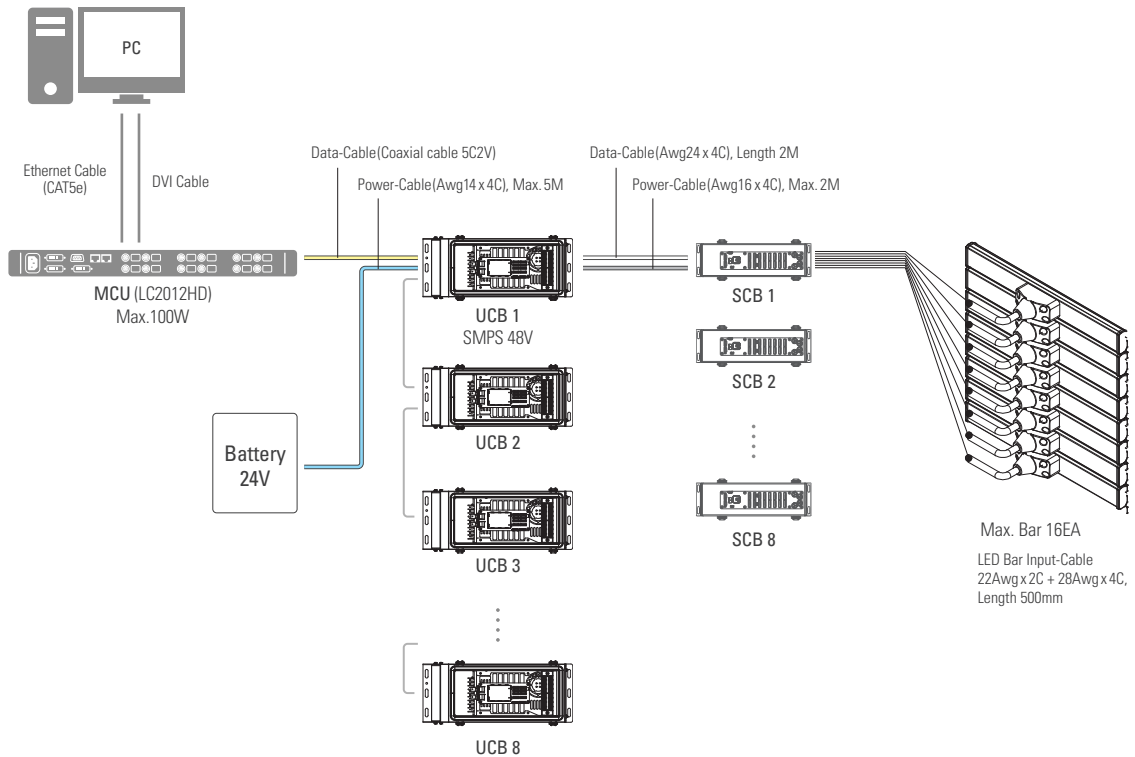 PC
Ethernet Cable
(CAT5e)
DVI Cable
Data-Cable(Coaxial cable 5C2V)
Power-Cable(Awg14 x 4C), Max. 5M
Data-Cable(Awg24 x 4C), Length 2M
Power-Cable(Awg16 x 4C), Max. 2M
MCU (LC2012HD)
Max.100W
UCB 1
SMPS 48V
SCB 1
SCB 2
Battery
24V
UCB 2
UCB 3
SCB 8
Max. Bar 16EA
LED Bar Input-Cable
22Awg x 2C + 28Awg x 4C,
Length 500mm
UCB 8